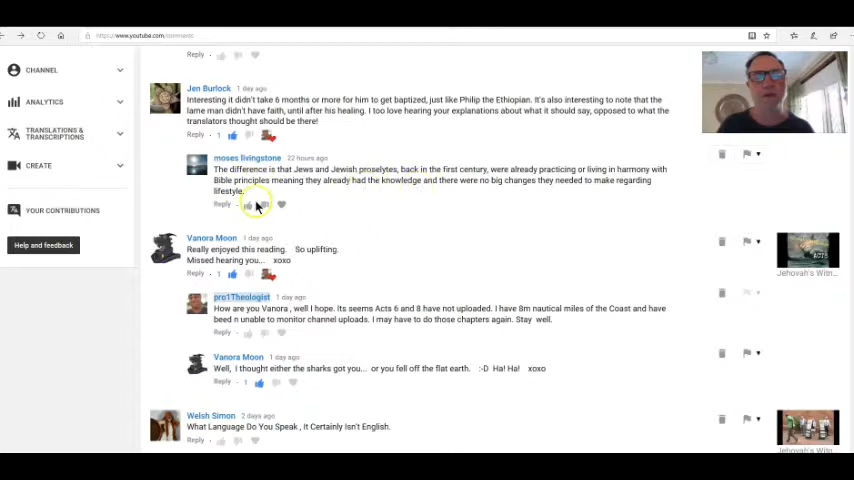 https://www.youtube.com/comments
Reply
CHANNEL
ANALYTICS
TRANSLATIONS &
TRANSCRIPTIONS
CREATE
YOUR CONTRIBUTIONS
Help and feedback
Jen Burlock 1 day ago
Interesting it didn't take 6 months or more for him to get baptized, just like Philip the Ethiopian. It's also interesting to note that the
lame man didn't have faith, until after his healing. I too love hearing your explanations about what it should say, opposed to what the
translators thought should be there!
Reply 1
moses livingstone 22 hours ago
The difference is that Jews and Jewish proselytes, back in the first century, were already practicing or living in harmony with
Bible principles meaning they already had the knowledge and there were no big changes they needed to make regarding
lifestyle.
Reply
Vanora Moon 1 day ago
Really enjoyed this reading. So uplifting.
Missed hearing you... xoxo
Reply 1
ACTS
Jehovah's Witn...
pro1Theologist 1 day ago
How are you Vanora , well I hope. Its seems Acts 6 and 8 have not uploaded. I have 8m nautical miles of the Coast and have
beed n unable to monitor channel uploads. I may have to do those chapters again. Stay well.
Reply
Vanora Moon 1 day ago
Well, I thought either the sharks got you... or you fell off the flat earth. :-D Ha! Ha! xoxo
Reply 1
Welsh Simon 2 days ago
What Language Do You Speak , It Certainly Isn't English.
Reply
Jehovah's Witn...